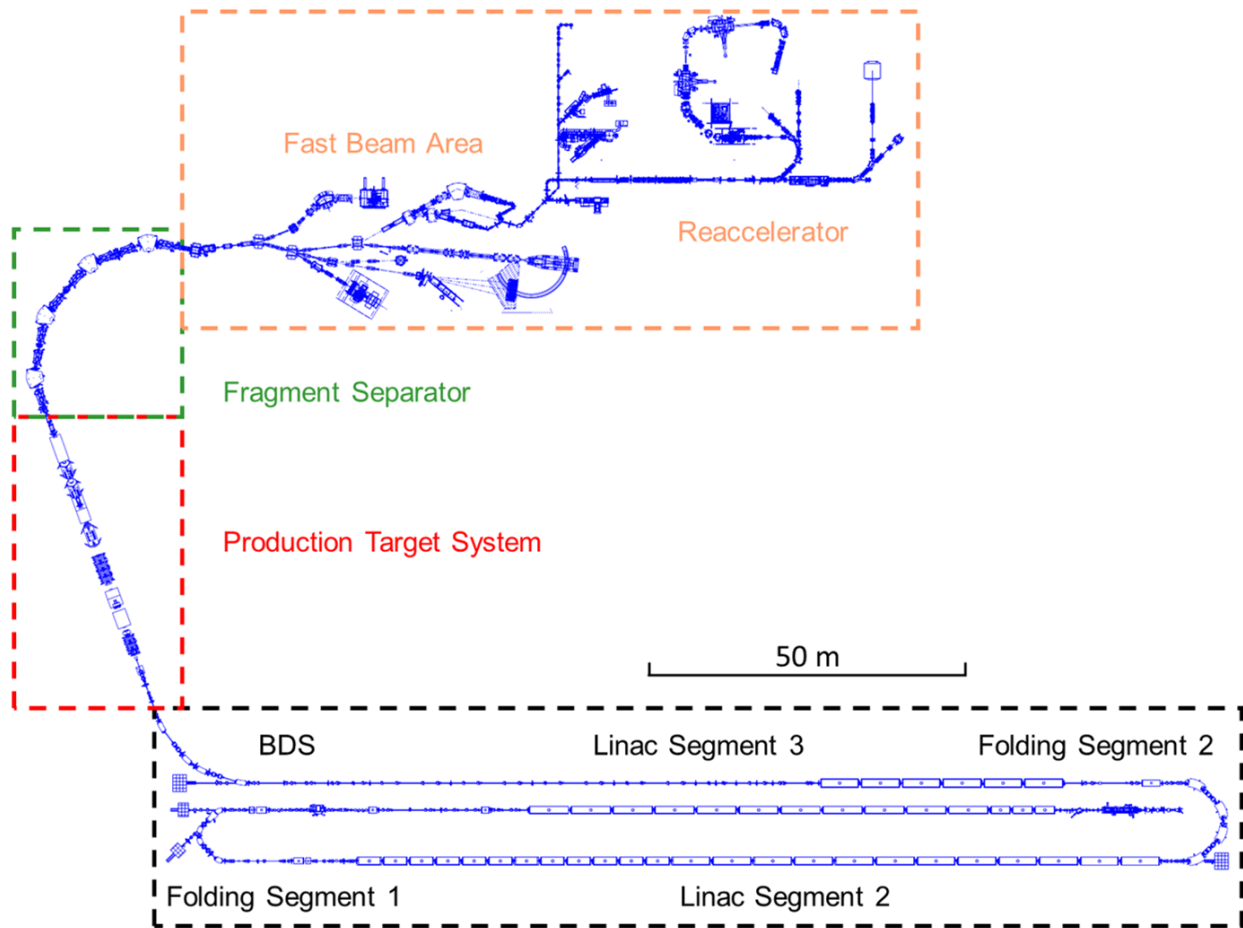 Fast Beam Area
Reaccelerator
Fragment Separator
Production Target System
50 m
BDS
Linac Segment 3
Folding Segment 2
Folding Segment 1
Linac Segment 2